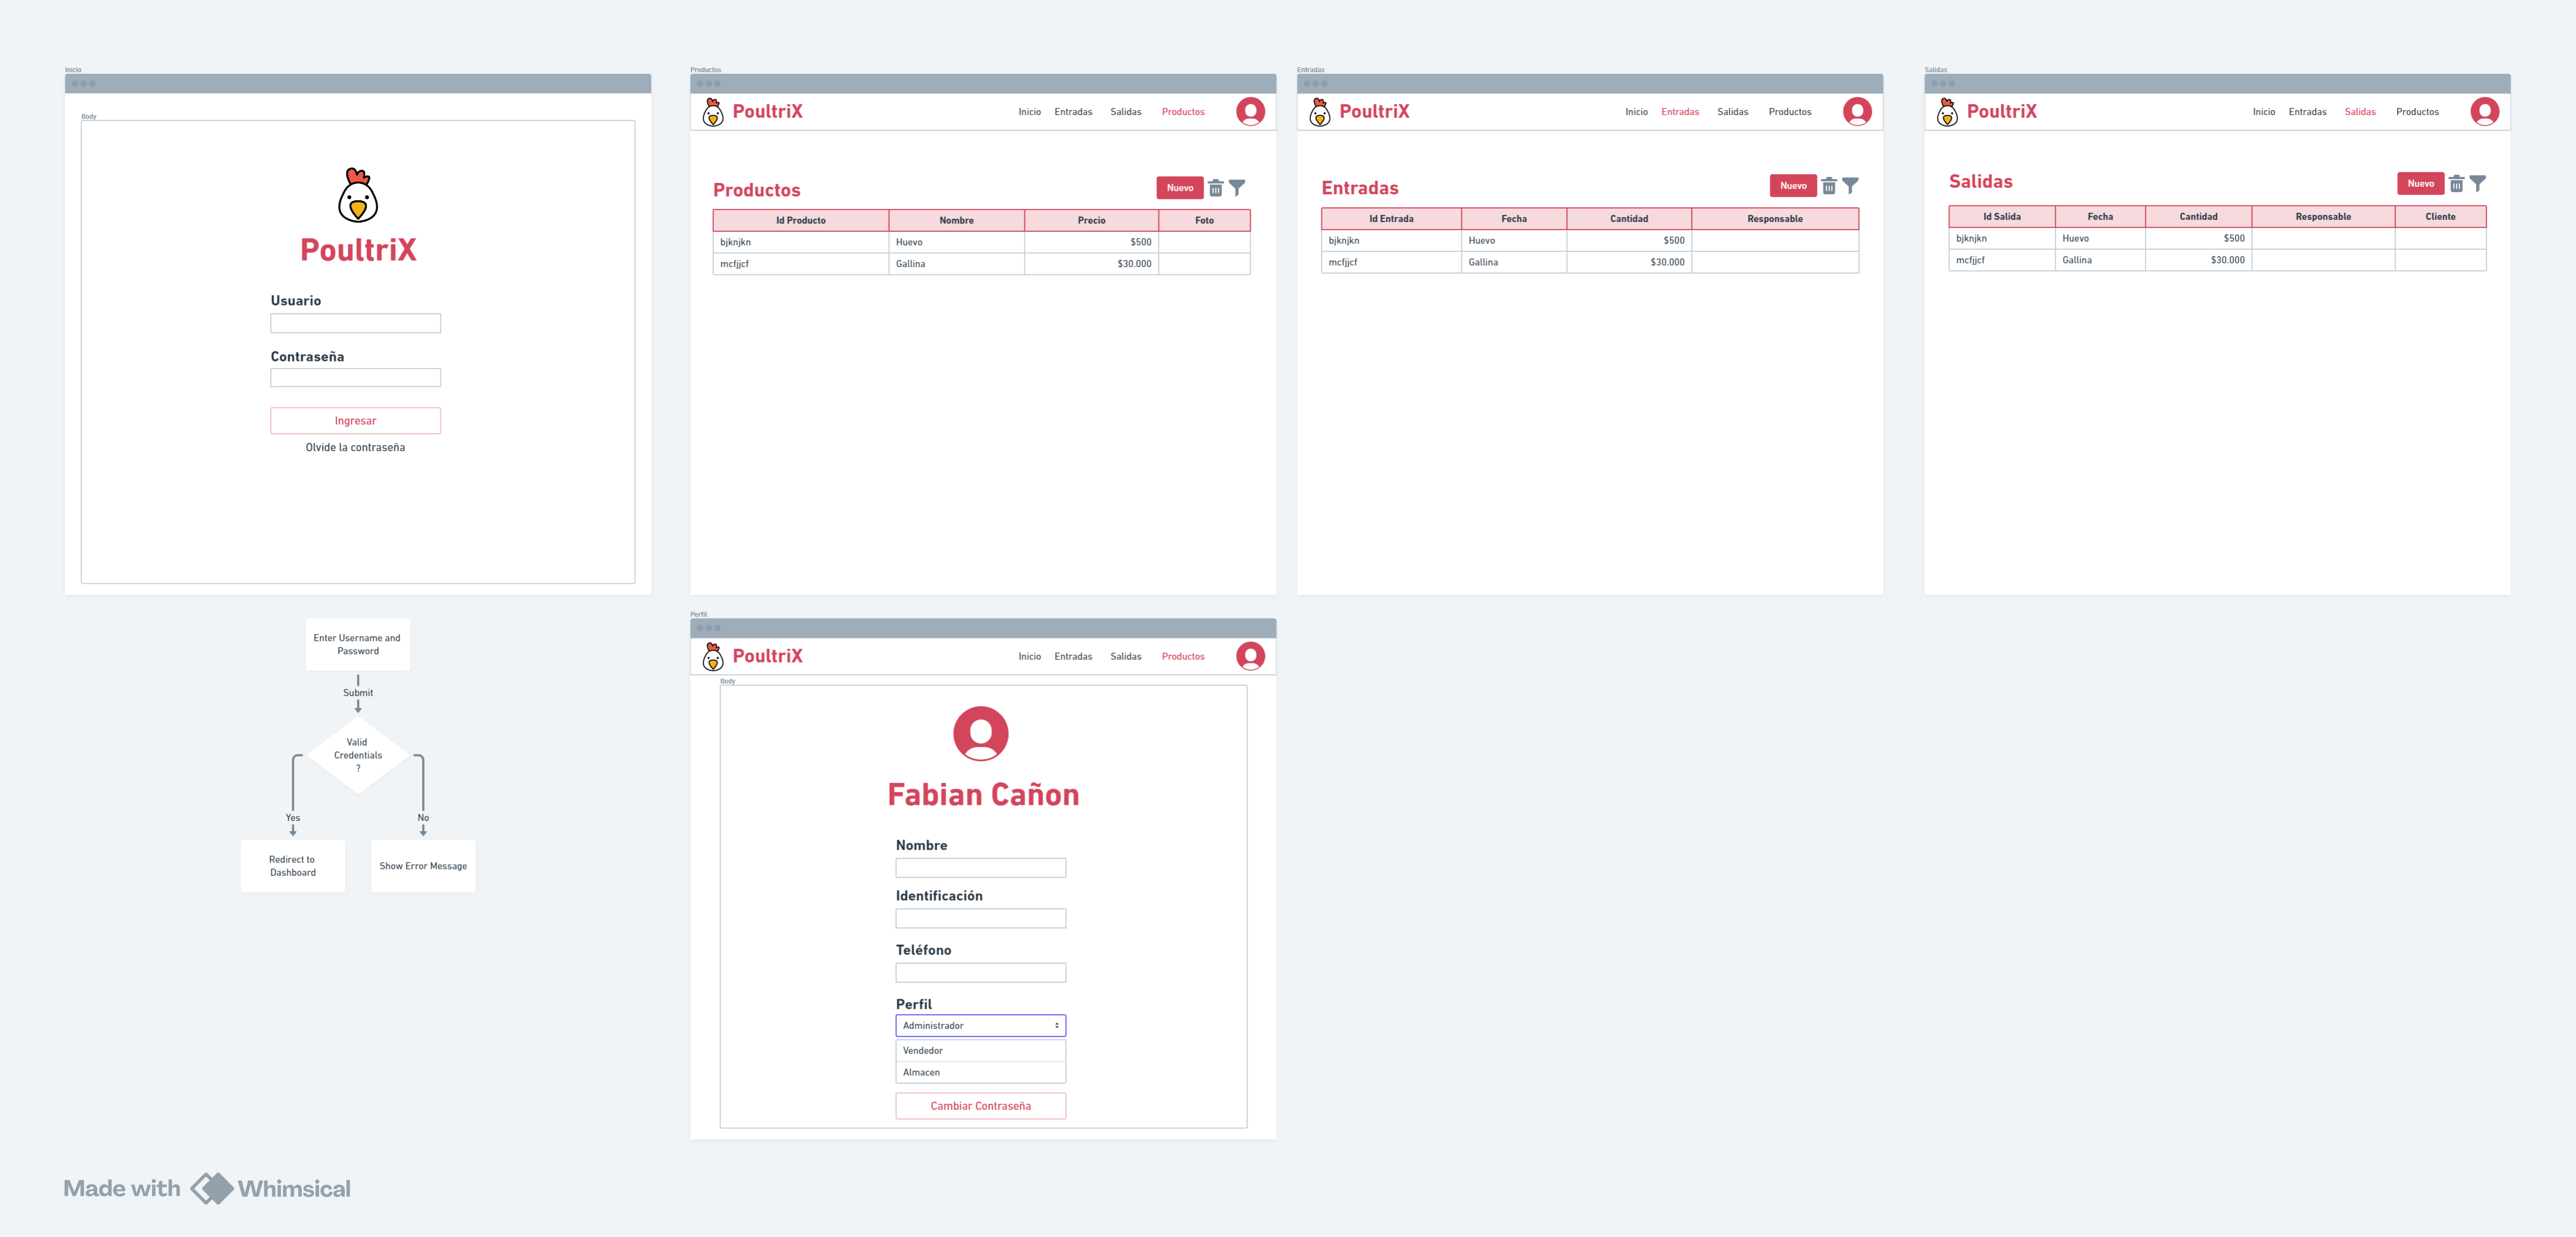 Inicio
Body
PoultriX
Usuario
Contraseña
Ingresar
Olvide la contraseña
Enter Username and
Password
Submit
Valid
Credentials
?
Yes
No
Redirect to
Dashboard
Show Error Message
Productos
PoultriX
Inicio Entradas Salidas Productos
Productos
Nuevo
Id Producto Nombre Precio Foto
bjknjkn Huevo $500
mcfjjcf Gallina $30.000
Entradas
PoultriX
Inicio Entradas Salidas Productos
Entradas
Nuevo
Id Entrada Fecha Cantidad Responsable
bjknjkn Huevo $500
mcfjjcf Gallina $30.000
Salidas
PoultriX
Inicio Entradas Salidas Productos
Salidas
Nuevo
Id Salida Fecha Cantidad Responsable Cliente
bjknjkn Huevo $500
mcfjjcf Gallina $30.000
Perfil
PoultriX
Inicio Entradas Salidas Productos
Body
Fabian Cañon
Nombre
Identificación
Teléfono
Perfil
Administrador
Vendedor
Almacen
Cambiar Contraseña
Made with Whimsical